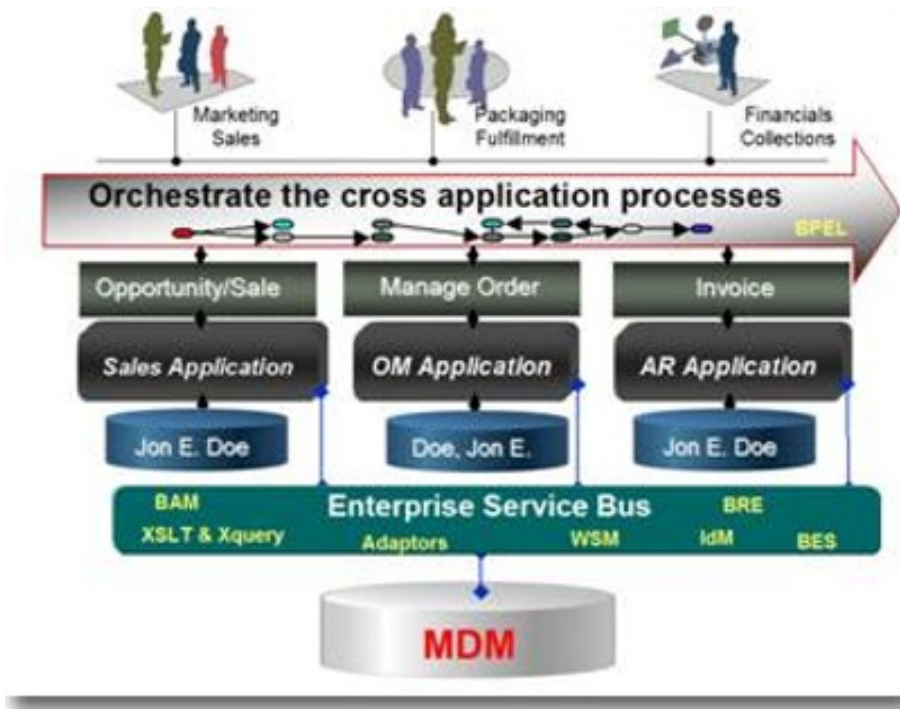 Marketing
Sales
Packaging
Fulfillment
Financials
Collections
Orchestrate the cross application processes
BPEL
Opportunity/Sale
Manage Order
Invoice
Sales Application
OM Application
AR Application
Jon E. Doe
Doe, Jon E.
Jon E. Doe
Enterprise Service Bus
BAM
BRE
XSLT & Xquery
Adaptors
WSM
IdM
BES
MDM